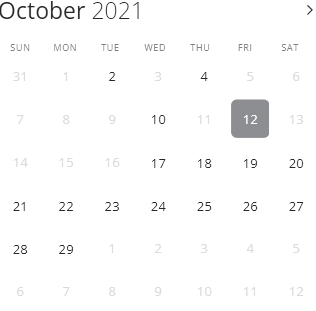 October 2021
SUN MON TUE WED THU FRI SAT
31 1 2 3 4 5 6
7 8 9 10 11 12 13
14 15 16 17 18 19 20
21 22 23 24 25 26 27
28 29 1 2 3 4 5
6 7 8 9 10 11 12